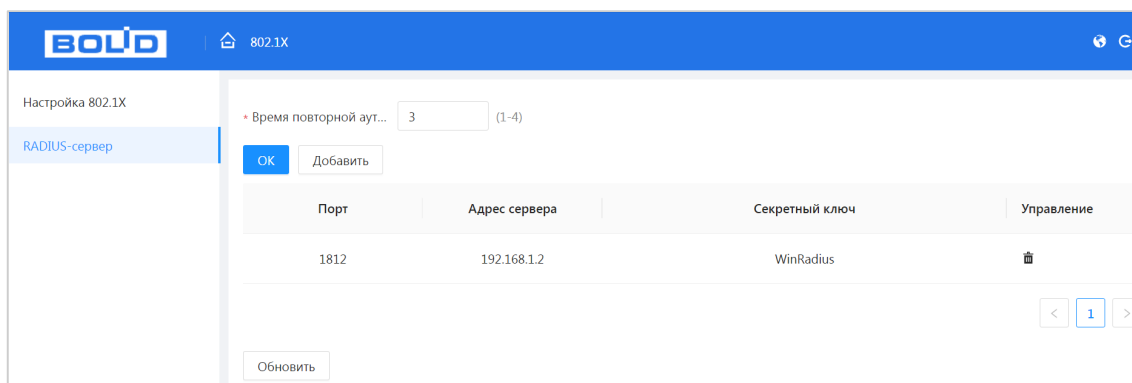 BOLID
802.1X
Настройка 802.1X
RADIUS-сервер
* Время повторной аут... 3 (1-4)
ОК Добавить
Порт Адрес сервера Секретный ключ Управление
1812 192.168.1.2 WinRadius
< 1 >
Обновить